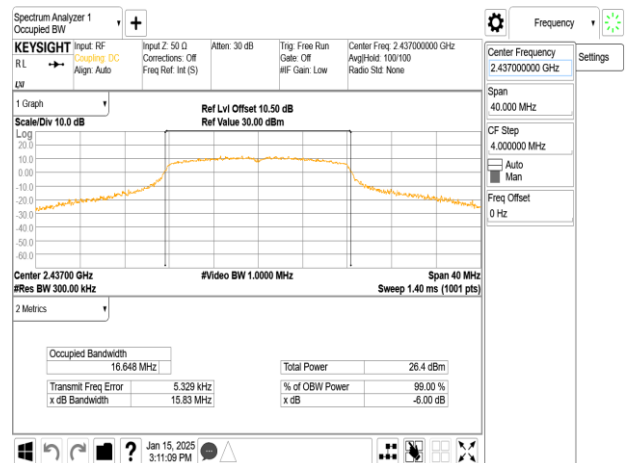 Spectrum Analyzer 1
Occupied BW
KEYSIGHT
RL
Input: RF
Coupling: DC
Align: Auto
Input Z: 50 Ω
Corrections: Off
Freq Ref: Int (S)
Atten: 30 dB
Trig: Free Run
Gate: Off
#IF Gain: Low
Center Freq: 2.437000000 GHz
Avg|Hold: 100/100
Radio Std: None
1 Graph
Scale/Div 10.0 dB
Ref Lvl Offset 10.50 dB
Ref Value 30.00 dBm
Log
20.0
10.0
0.00
-10.0
-20.0
-30.0
-40.0
-50.0
-60.0
Center 2.43700 GHz
#Res BW 300.00 kHz
#Video BW 1.0000 MHz
Span 40 MHz
Sweep 1.40 ms (1001 pts)
2 Metrics
Occupied Bandwidth
16.648 MHz
Transmit Freq Error 5.329 kHz
x dB Bandwidth 15.83 MHz
Total Power 26.4 dBm
% of OBW Power 99.00 %
x dB -6.00 dB
?
Jan 15, 2025
3:11:09 PM
Frequency
Settings
Center Frequency
2.437000000 GHz
Span
40.000 MHz
CF Step
4.000000 MHz
Auto
Man
Freq Offset
0 Hz